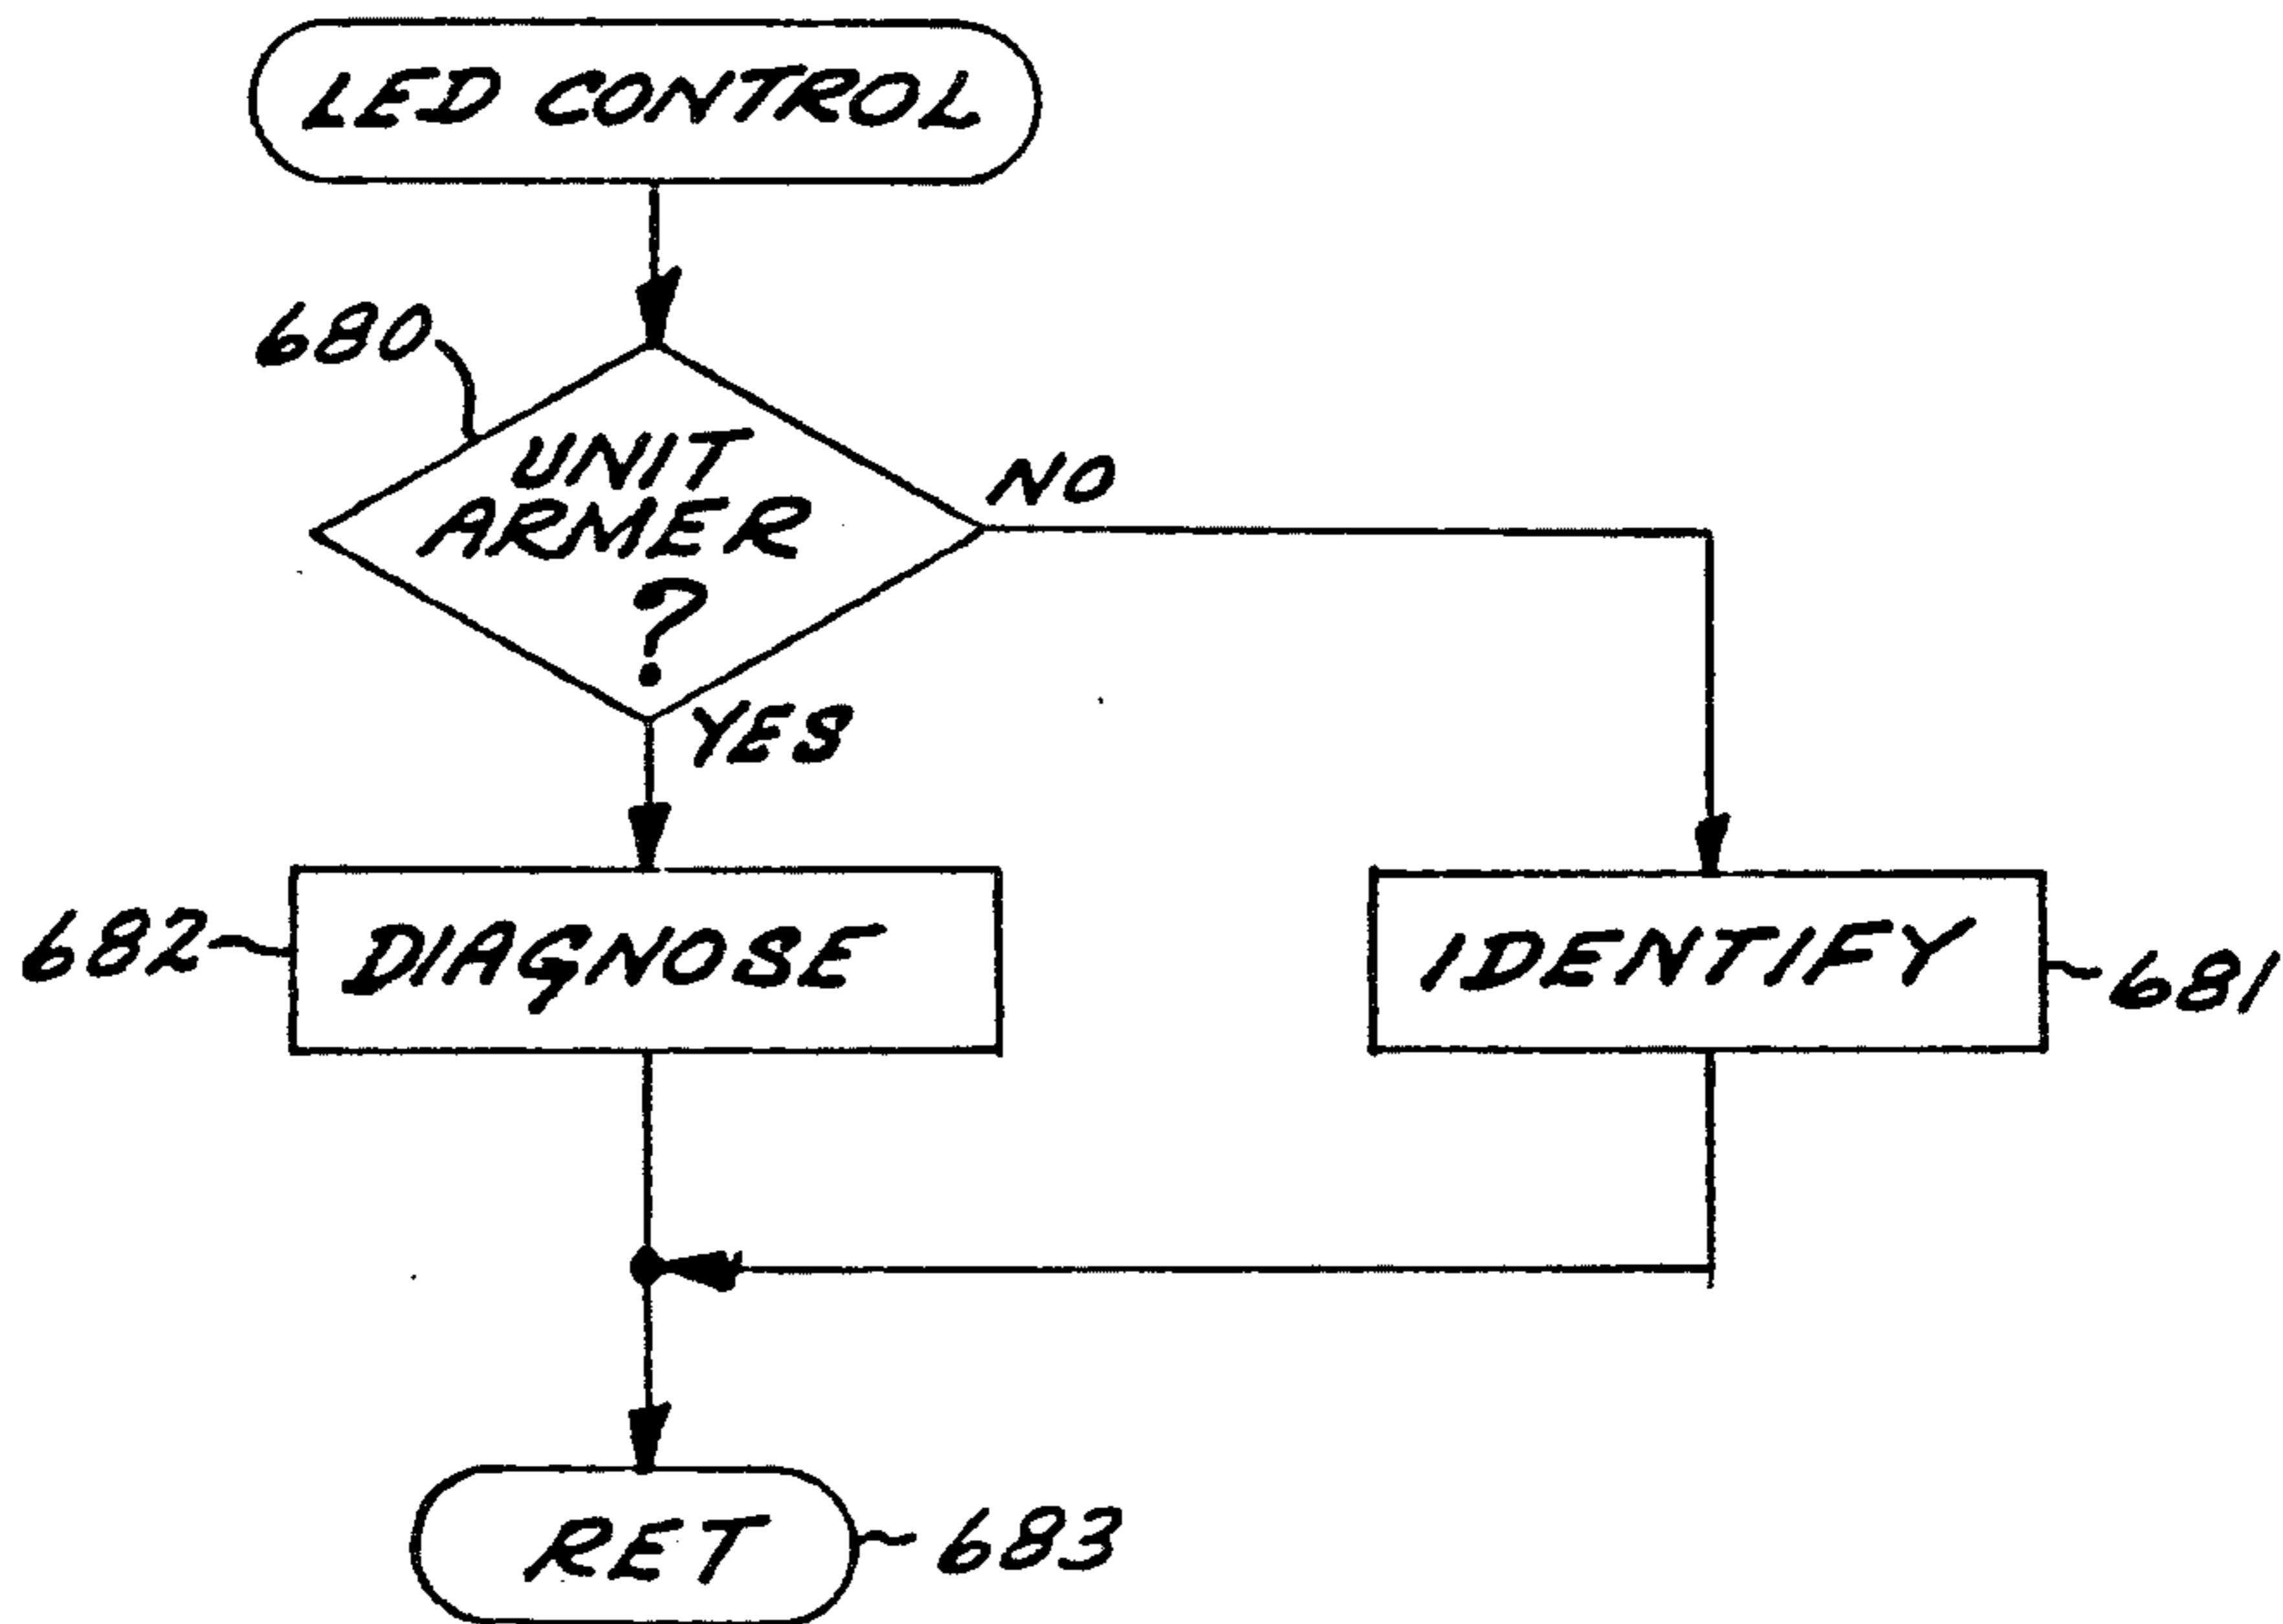 LED CONTROL
680
UNIT
ARMER
?
NO
YES
682
DIAGNOSE
IDENTIFY
681
RET
683